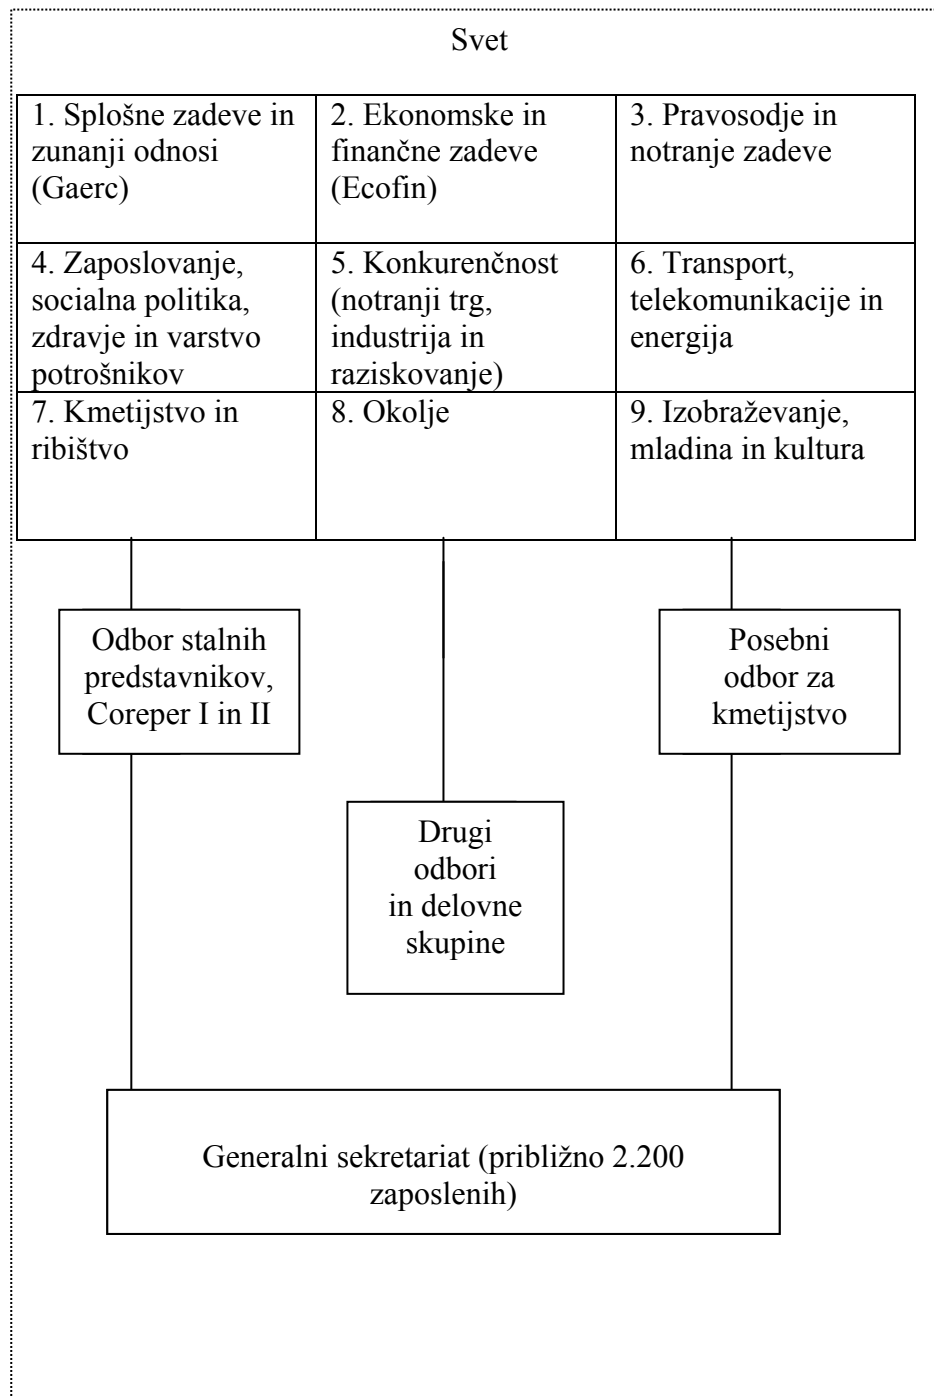 Svet
1. Splošne zadeve in
zunanji odnosi
(Gaerc)
2. Ekonomske in
finančne zadeve
(Ecofin)
3. Pravosodje in
notranje zadeve
4. Zaposlovanje,
socialna politika,
zdravje in varstvo
potrošnikov
5. Konkurenčnost
(notranji trg,
industrija in
raziskovanje)
6. Transport,
telekomunikacije in
energija
7. Kmetijstvo in
ribištvo
8. Okolje
9. Izobraževanje,
mladina in kultura
Odbor stalnih
predstavnikov,
Coreper I in II
Posebni
odbor za
kmetijstvo
Drugi
odbori
in delovne
skupine
Generalni sekretariat (približno 2.200
zaposlenih)